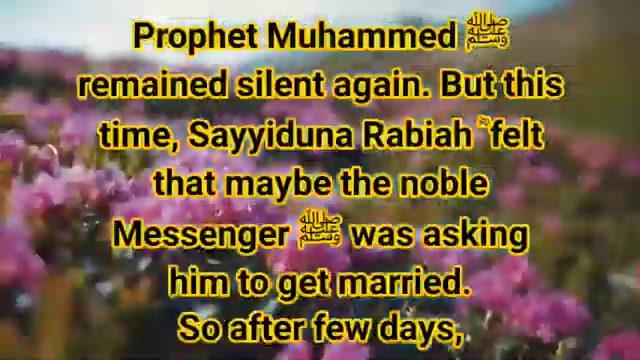 Prophet Muhammed ﷺ
remained silent again. But this
time, Sayyiduna Rabiah felt
that maybe the noble
Messenger ﷺ was asking
him to get married.
So after few days,